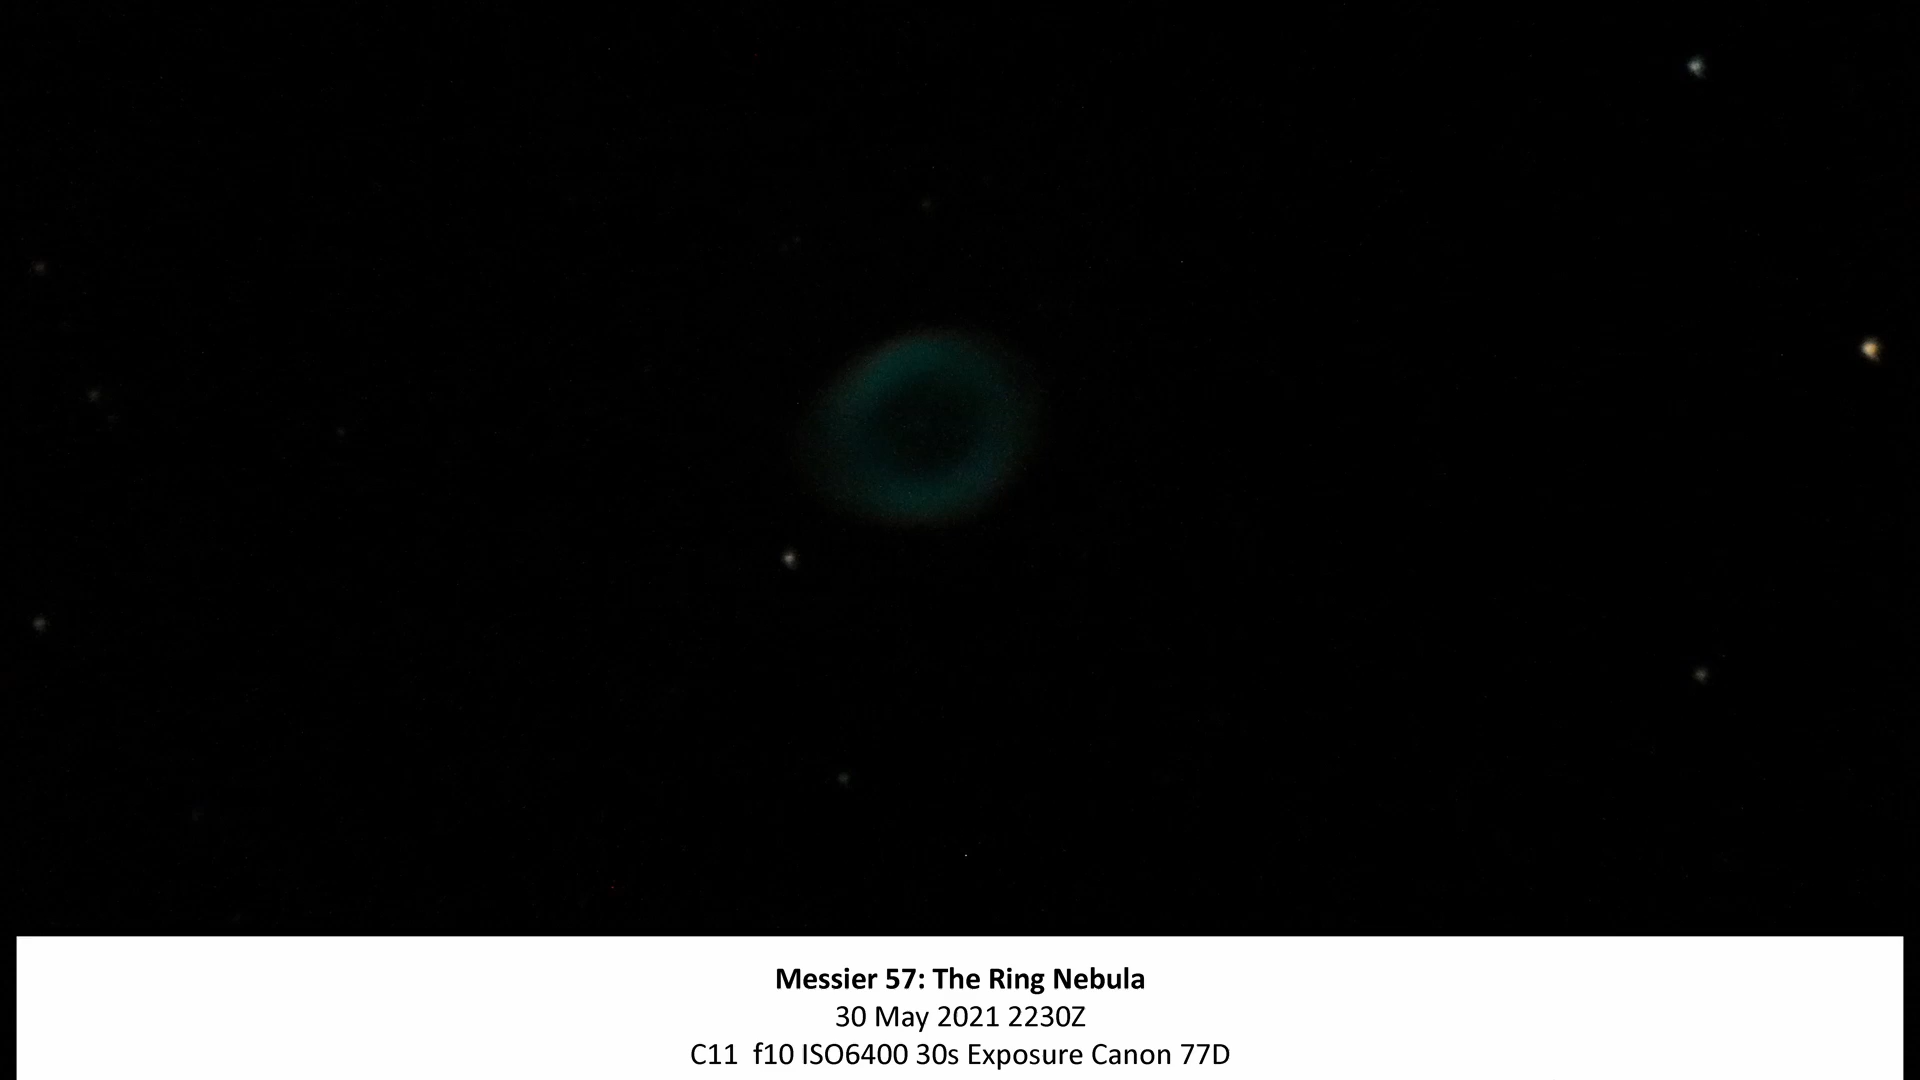 Messier 57: The Ring Nebula
30 May 2021 2230Z
C11  f10 ISO6400 30s Exposure Canon 77D